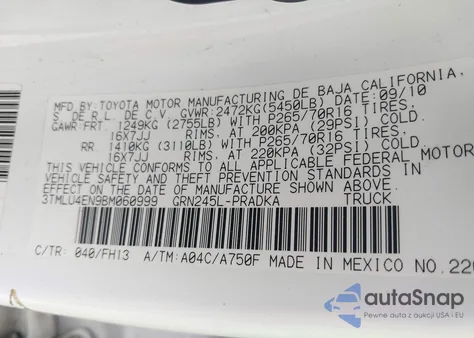 MFD.BY:TOYOTA MOTOR MANUFACTURING DE BAJA CALIFORNIA,
S. DE R.L. DE C.V. GVWR:2472KG(5450LB) 09/10
GAWR:FRT. 1249KG (2755LB) WITH P265/70R16 TIRES,
16X7JJ RIMS, AT 200KPA (29PSI) COLD.
RR 1410KG (3110LB) WITH P265/70R16 TIRES,
16X7JJ RIMS, AT 220KPA (32PSI) COLD.
THIS VEHICLE CONFORMS TO ALL APPLICABLE FEDERAL MOTOR
VEHICLE SAFETY AND THEFT PREVENTION STANDARDS IN
EFFECT ON THE DATE OF MANUFACTURE SHOWN ABOVE.
3TMLU4EN9BM060999 GRN245L-PRADKA TRUCK
C/TR: 040/FH13 A/TM:A04C/A750F MADE IN MEXICO NO.220
autoSnap
Pewne auta z dopłatą z USA i EU